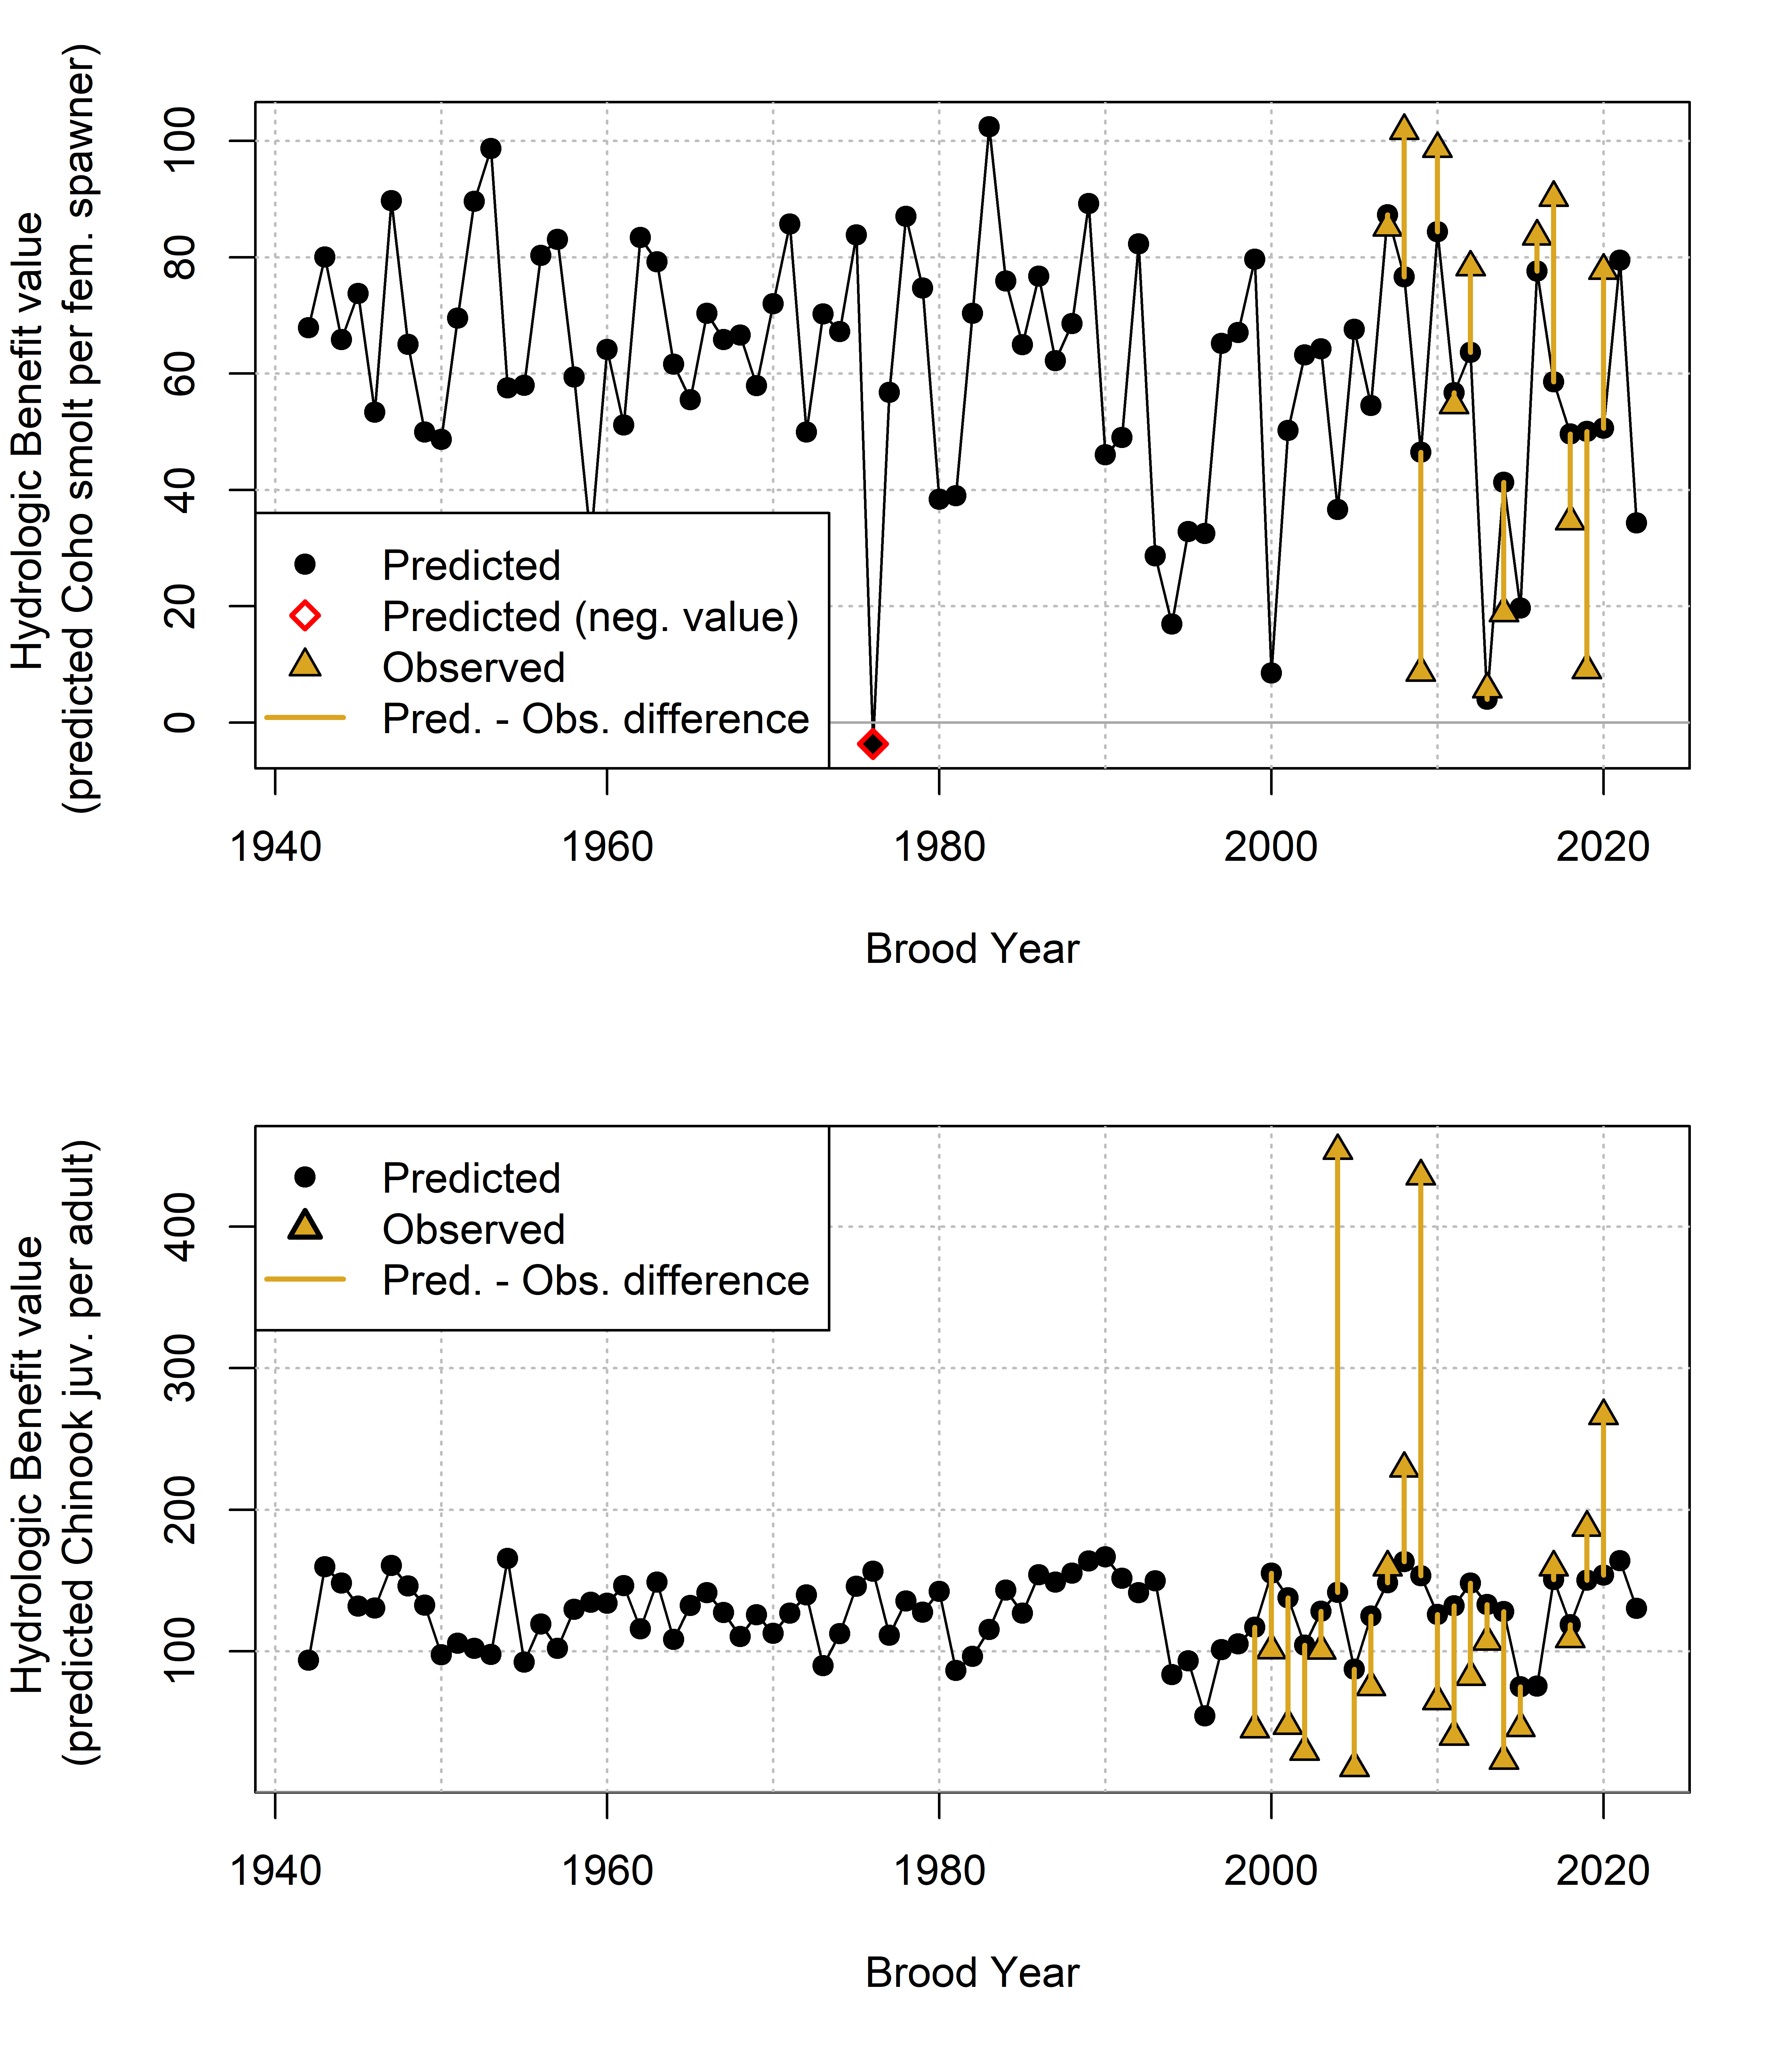 Hydrologic Benefit value
(predicted Coho smolt per fem. spawner)
100
80
60
40
20
0
Predicted
Predicted (neg. value)
Observed
Pred. - Obs. difference
1940 1960 1980 2000 2020
Brood Year
Hydrologic Benefit value
(predicted Chinook juv. per adult)
400
300
200
100
Predicted
Observed
Pred. - Obs. difference
1940 1960 1980 2000 2020
Brood Year